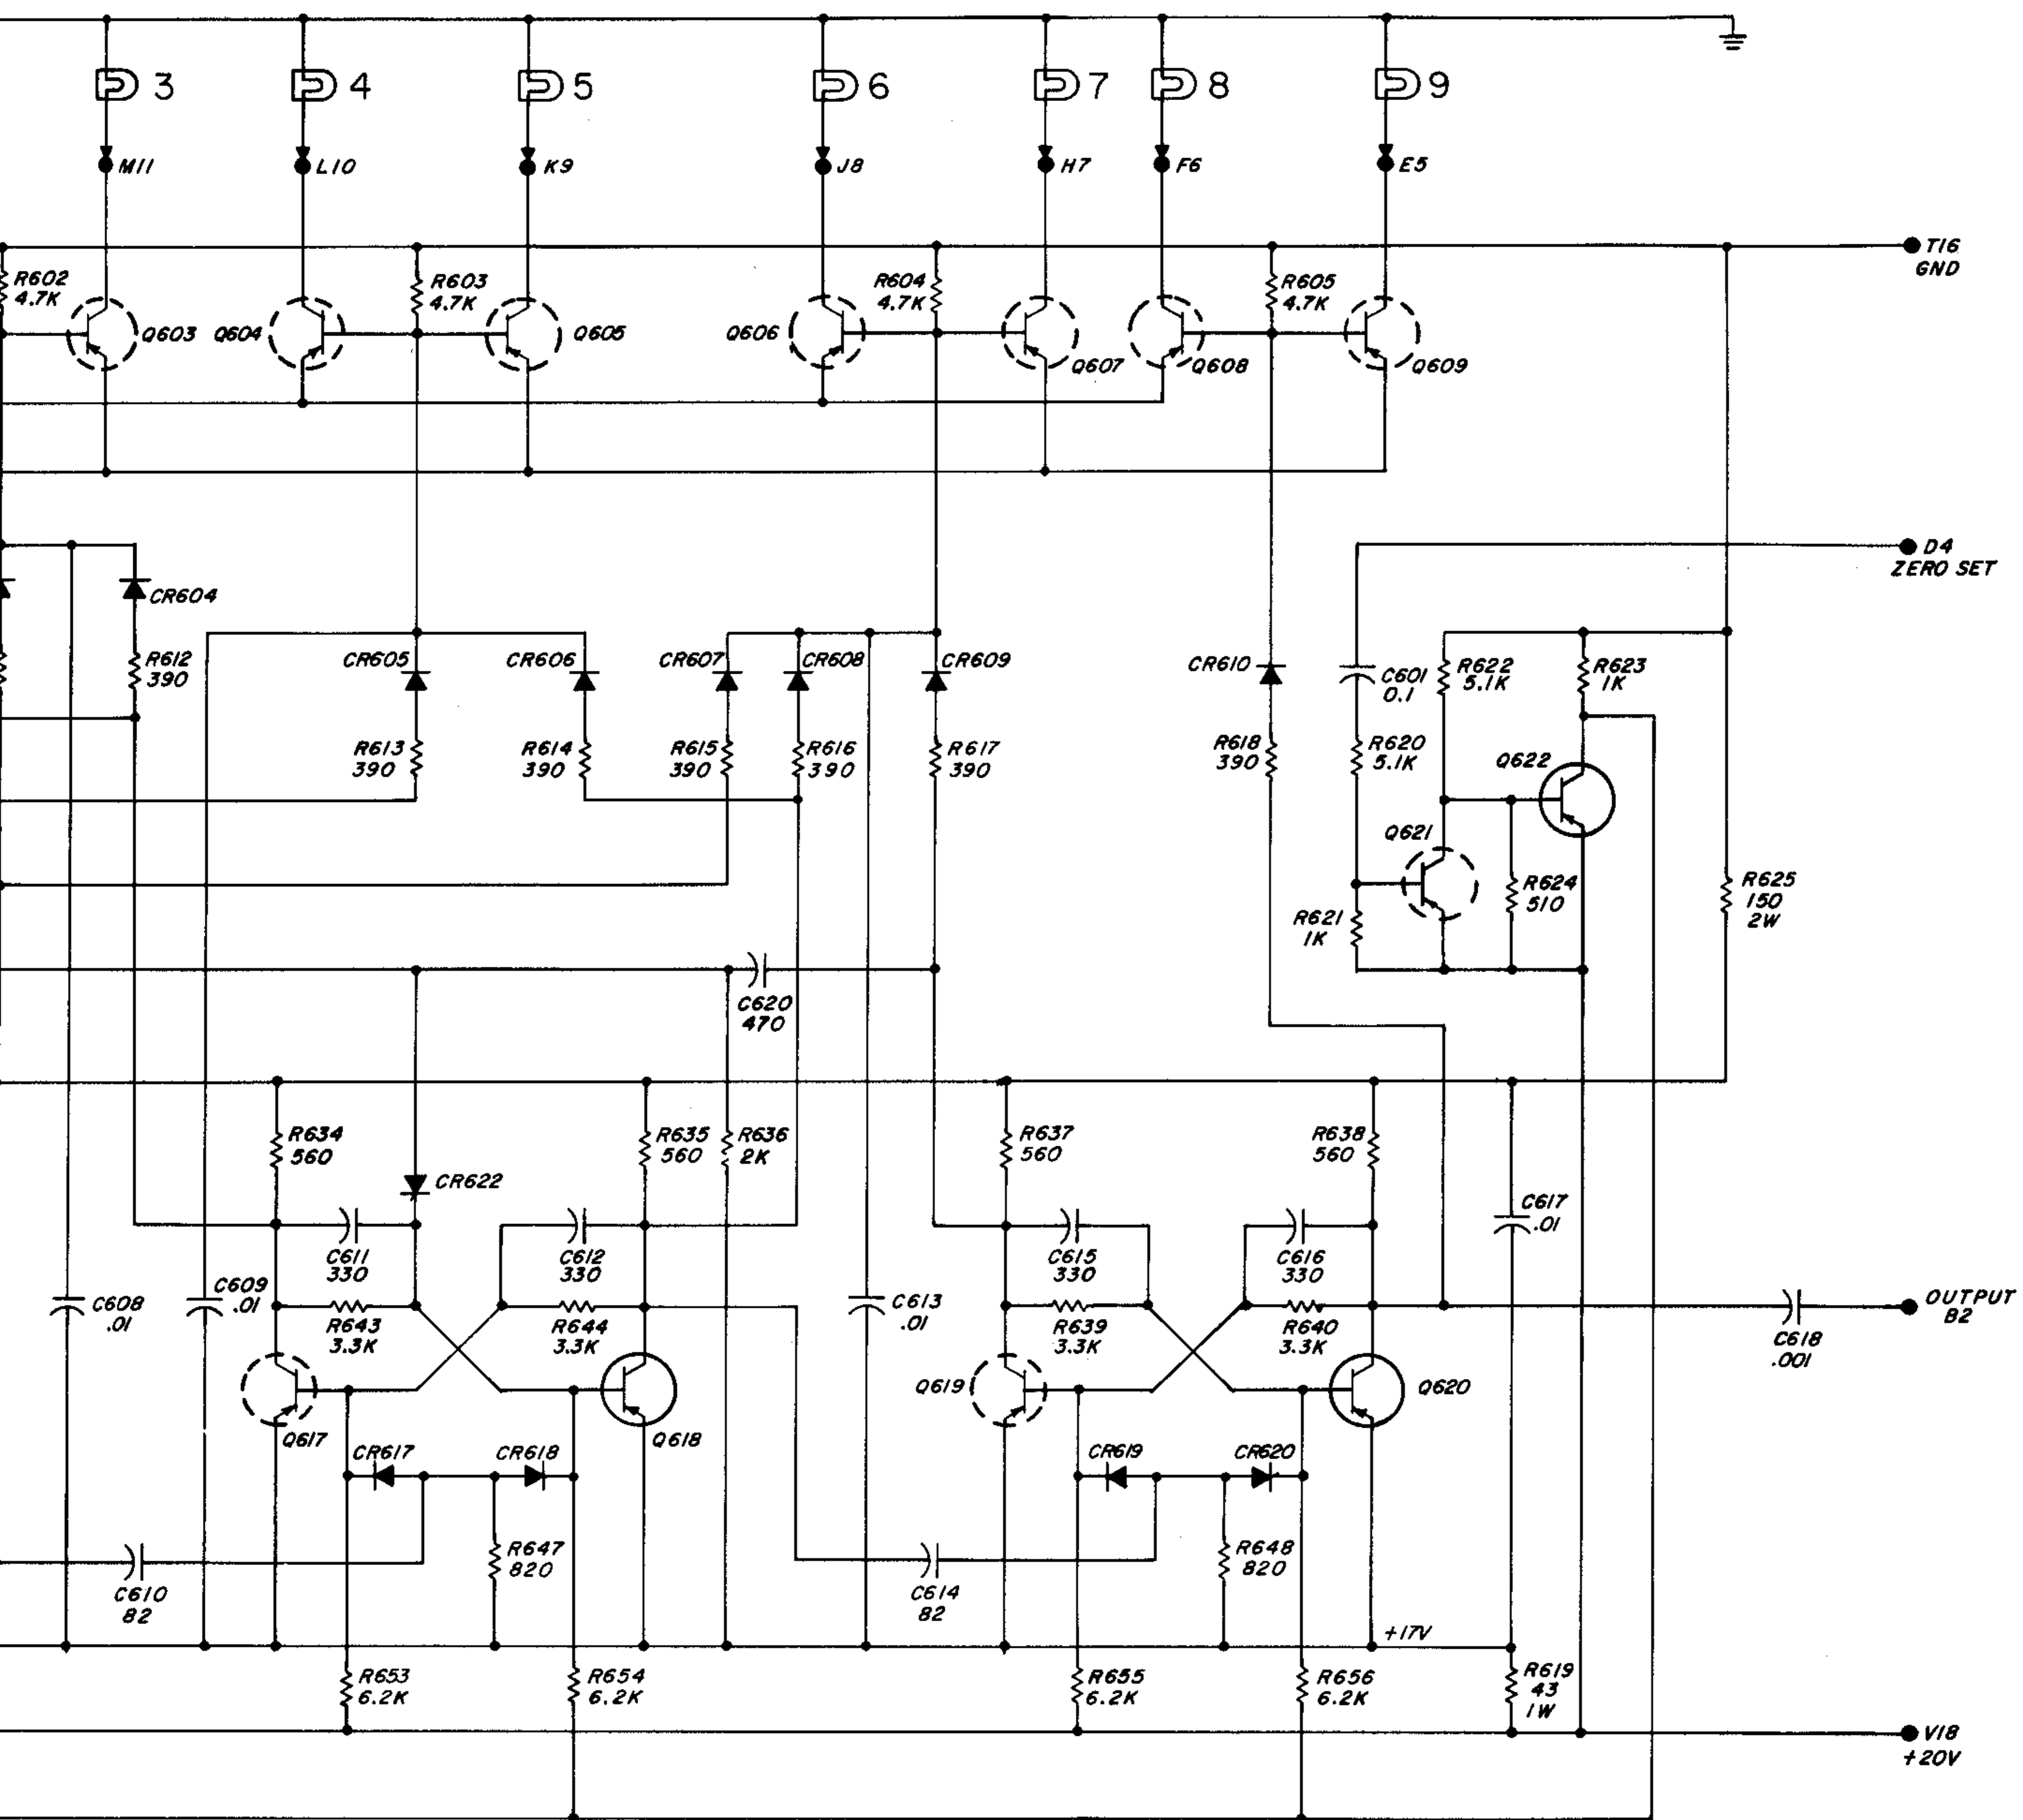 3
4
5
6
7
8
9
M11
L10
K9
J8
H7
F6
E5
T16
GND
R602
4.7K
R603
4.7K
R604
4.7K
R605
4.7K
Q603
Q604
Q605
Q606
Q607
Q608
Q609
D4
ZERO SET
CR604
R612
390
CR605
CR606
CR607
CR608
CR609
CR610
C601
0.1
R622
5.1K
R623
1K
R613
390
R614
390
R615
390
R616
390
R617
390
R618
390
R620
5.1K
Q622
Q621
R624
510
R625
150
2W
R621
1K
C620
470
R634
560
R635
560
R636
2K
R637
560
R638
560
CR622
C617
.01
C611
330
C612
330
C615
330
C616
330
C608
.01
C609
.01
C613
.01
OUTPUT
B2
R643
3.3K
R644
3.3K
R639
3.3K
R640
3.3K
C618
.001
Q617
Q618
Q619
Q620
CR617
CR618
CR619
CR620
R647
820
R648
820
C610
82
C614
82
+17V
R653
6.2K
R654
6.2K
R655
6.2K
R656
6.2K
R619
43
1W
V18
+20V